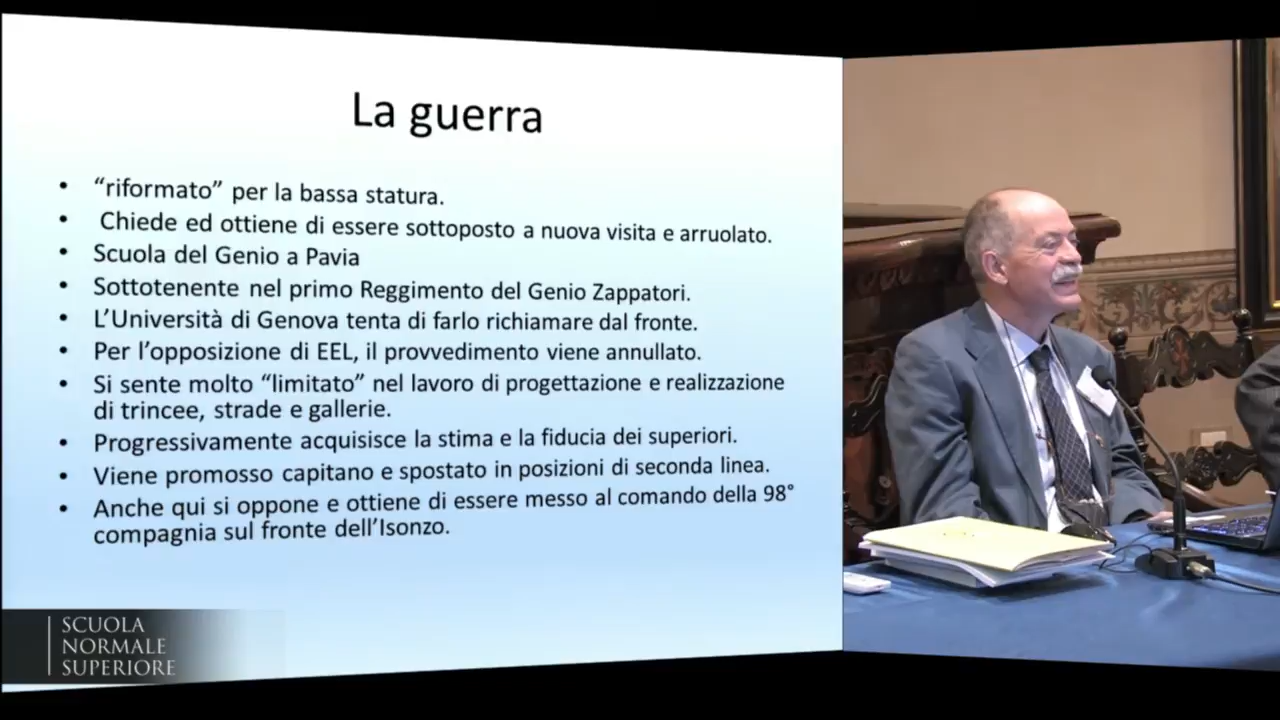 La guerra
• “riformato” per la bassa statura.
• Chiede ed ottiene di essere sottoposto a nuova visita e arruolato.
• Scuola del Genio a Pavia
• Sottotenente nel primo Reggimento del Genio Zappatori.
• L’Università di Genova tenta di farlo richiamare dal fronte.
• Per l’opposizione di EEL, il provvedimento viene annullato.
• Si sente molto “limitato” nel lavoro di progettazione e realizzazione
di trincee, strade e gallerie.
• Progressivamente acquisisce la stima e la fiducia dei superiori.
• Viene promosso capitano e spostato in posizioni di seconda linea.
• Anche qui si oppone e ottiene di essere messo al comando della 98°
compagnia sul fronte dell’Isonzo.
SCUOLA
NORMALE
SUPERIORE